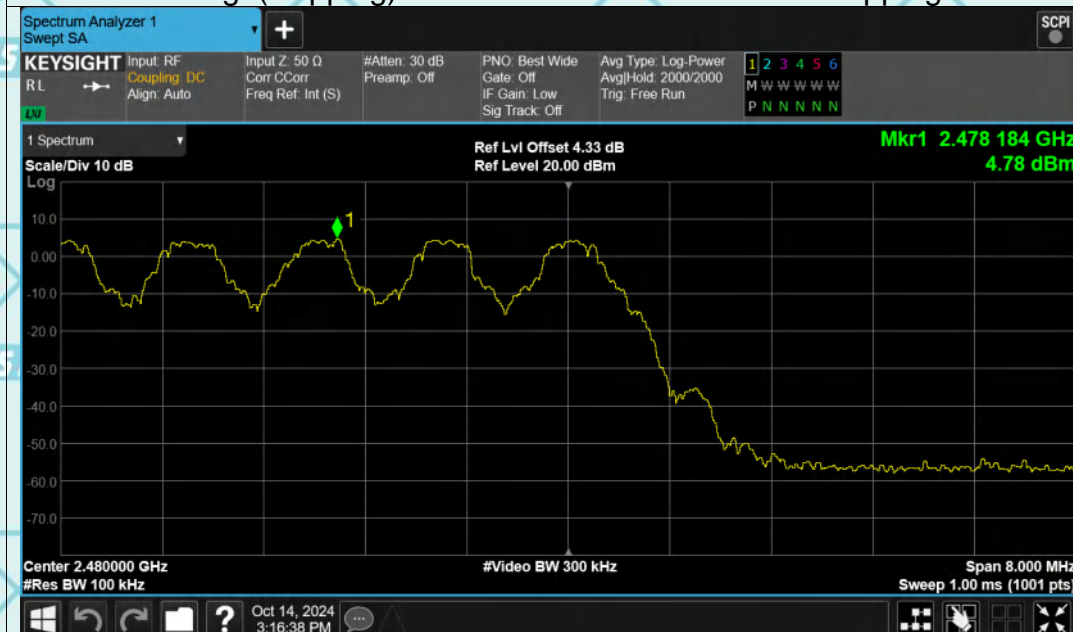 Spectrum Analyzer 1
Swept SA
+
SCPI
KEYSIGHT
R L
LXI
Input: RF
Coupling: DC
Align: Auto
Input Z: 50 Ω
Corr CCorr
Freq Ref: Int (S)
#Atten: 30 dB
Preamp: Off
PNO: Best Wide
Gate: Off
IF Gain: Low
Sig Track: Off
Avg Type: Log-Power
Avg|Hold: 2000/2000
Trig: Free Run
1 2 3 4 5 6
M W W W W W
P N N N N N
1 Spectrum
Scale/Div 10 dB
Log
Ref Lvl Offset 4.33 dB
Ref Level 20.00 dBm
Mkr1 2.478 184 GHz
4.78 dBm
1
10.0
0.00
-10.0
-20.0
-30.0
-40.0
-50.0
-60.0
-70.0
Center 2.480000 GHz
#Res BW 100 kHz
#Video BW 300 kHz
Span 8.000 MHz
Sweep 1.00 ms (1001 pts)
?
Oct 14, 2024
3:16:38 PM